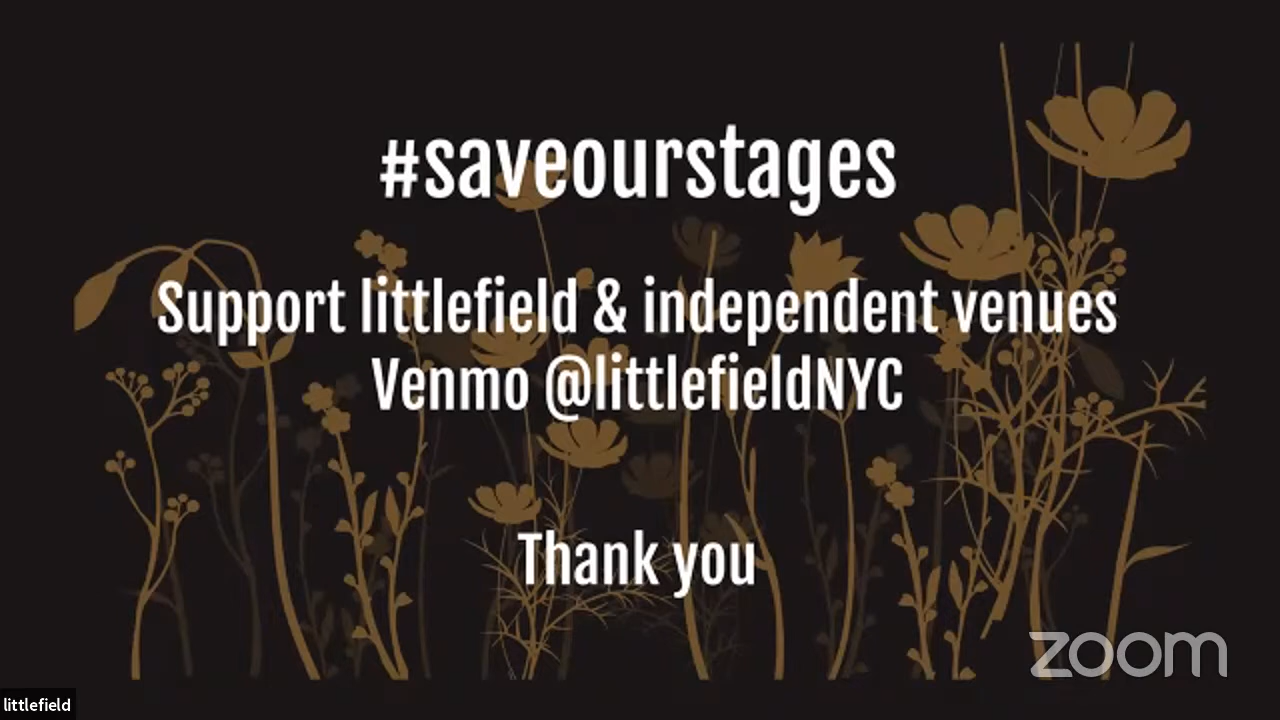 #saveourstages
Support littlefield & independent venues
Venmo @littlefieldNYC
Thank you
zoom
littlefield